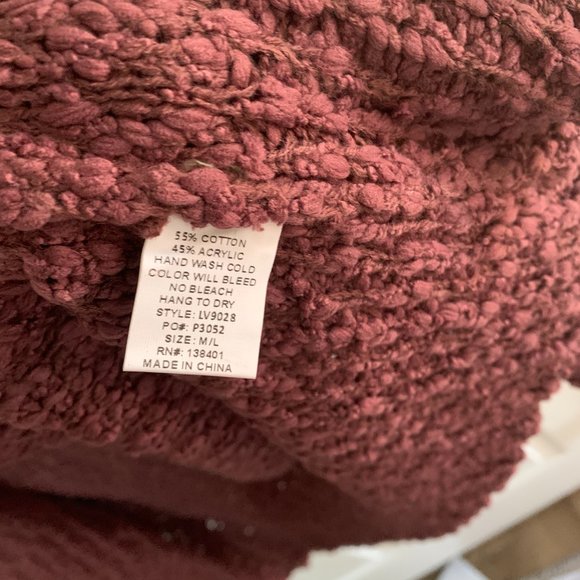 55% COTTON
45% ACRYLIC
HAND WASH COLD
COLOR WILL BLEED
NO BLEACH
HANG TO DRY
STYLE: LV9028
PO#: P3052
SIZE: M/L
RN#: 138401
MADE IN CHINA